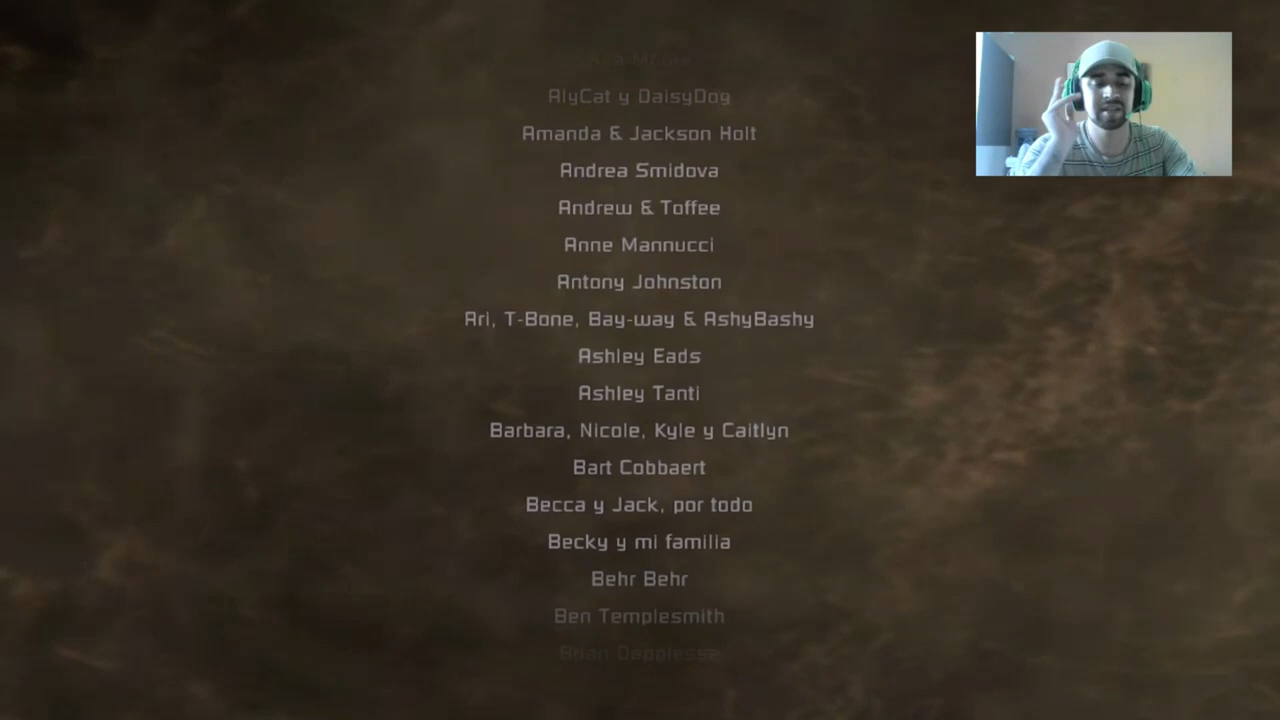 AlyCat y DaisyDog
Amanda & Jackson Holt
Andrea Smidova
Andrew & Toffee
Anne Mannucci
Antony Johnston
Ari, T-Bone, Bay-way & AshyBashy
Ashley Eads
Ashley Tanti
Barbara, Nicole, Kyle y Caitlyn
Bart Cobbaert
Becca y Jack, por todo
Becky y mi familia
Behr Behr
Ben Templesmith
Brian